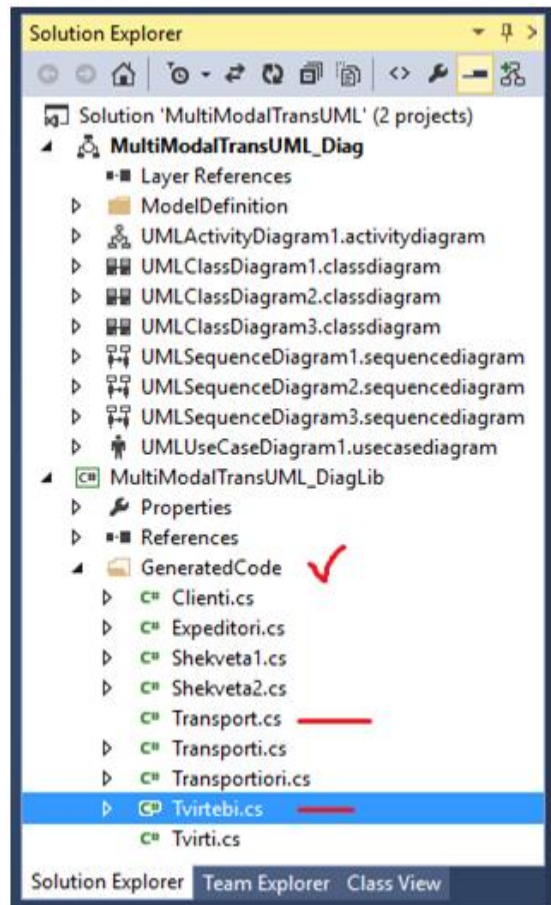 Solution Explorer
Solution 'MultiModalTransUML' (2 projects)
MultiModalTransUML_Diag
Layer References
ModelDefinition
UMLActivityDiagram1.activitydiagram
UMLClassDiagram1.classdiagram
UMLClassDiagram2.classdiagram
UMLClassDiagram3.classdiagram
UMLSequenceDiagram1.sequencediagram
UMLSequenceDiagram2.sequencediagram
UMLSequenceDiagram3.sequencediagram
UMLUseCaseDiagram1.usecasediagram
C# MultiModalTransUML_DiagLib
Properties
References
GeneratedCode
C# Clienti.cs
C# Expeditori.cs
C# Shekveta1.cs
C# Shekveta2.cs
C# Transport.cs
C# Transporti.cs
C# Transportiori.cs
C# Tvirtebi.cs
C# Tvirti.cs
Solution Explorer Team Explorer Class View